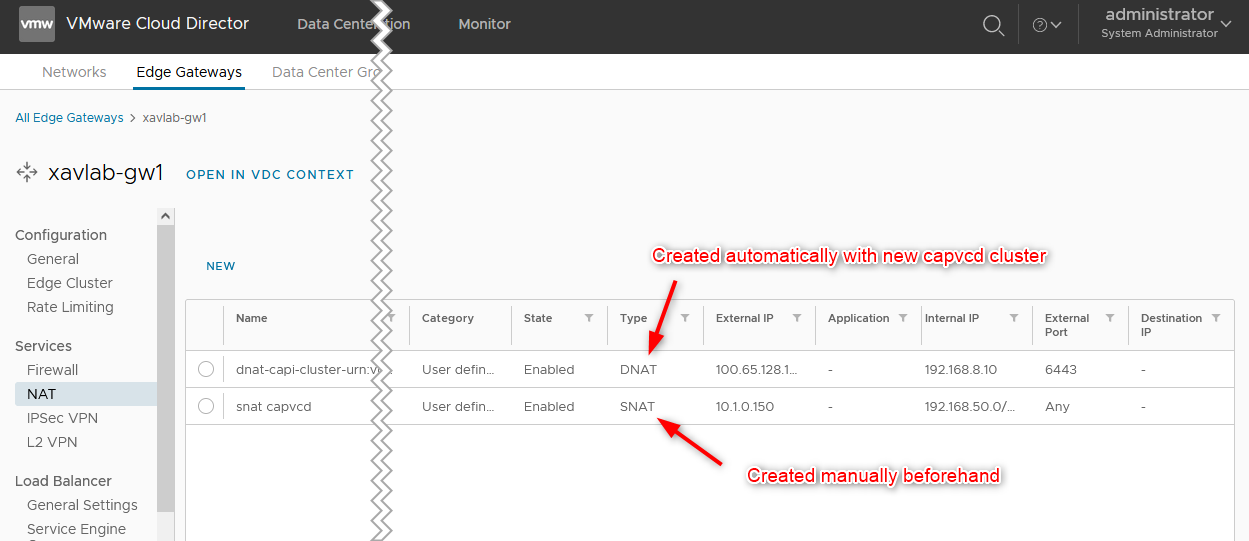 vmw VMware Cloud Director Data Center Monitor administrator
System Administrator
Networks Edge Gateways Data Center
All Edge Gateways > xavlab-gw1
xavlab-gw1 OPEN IN VDC CONTEXT
Configuration
General
Edge Cluster
Rate Limiting
Services
Firewall
NAT
IPSec VPN
L2 VPN
Load Balancer
General Settings
Service Engine
NEW
Created automatically with new capvcd cluster
Name Category State Type External IP Application Internal IP External Port Destination IP
dnat-capi-cluster-urn:v User defin... Enabled DNAT 100.65.128.1... - 192.168.8.10 6443 -
snat capvcd User defin... Enabled SNAT 10.1.0.150 - 192.168.50.0/... Any -
Created manually beforehand